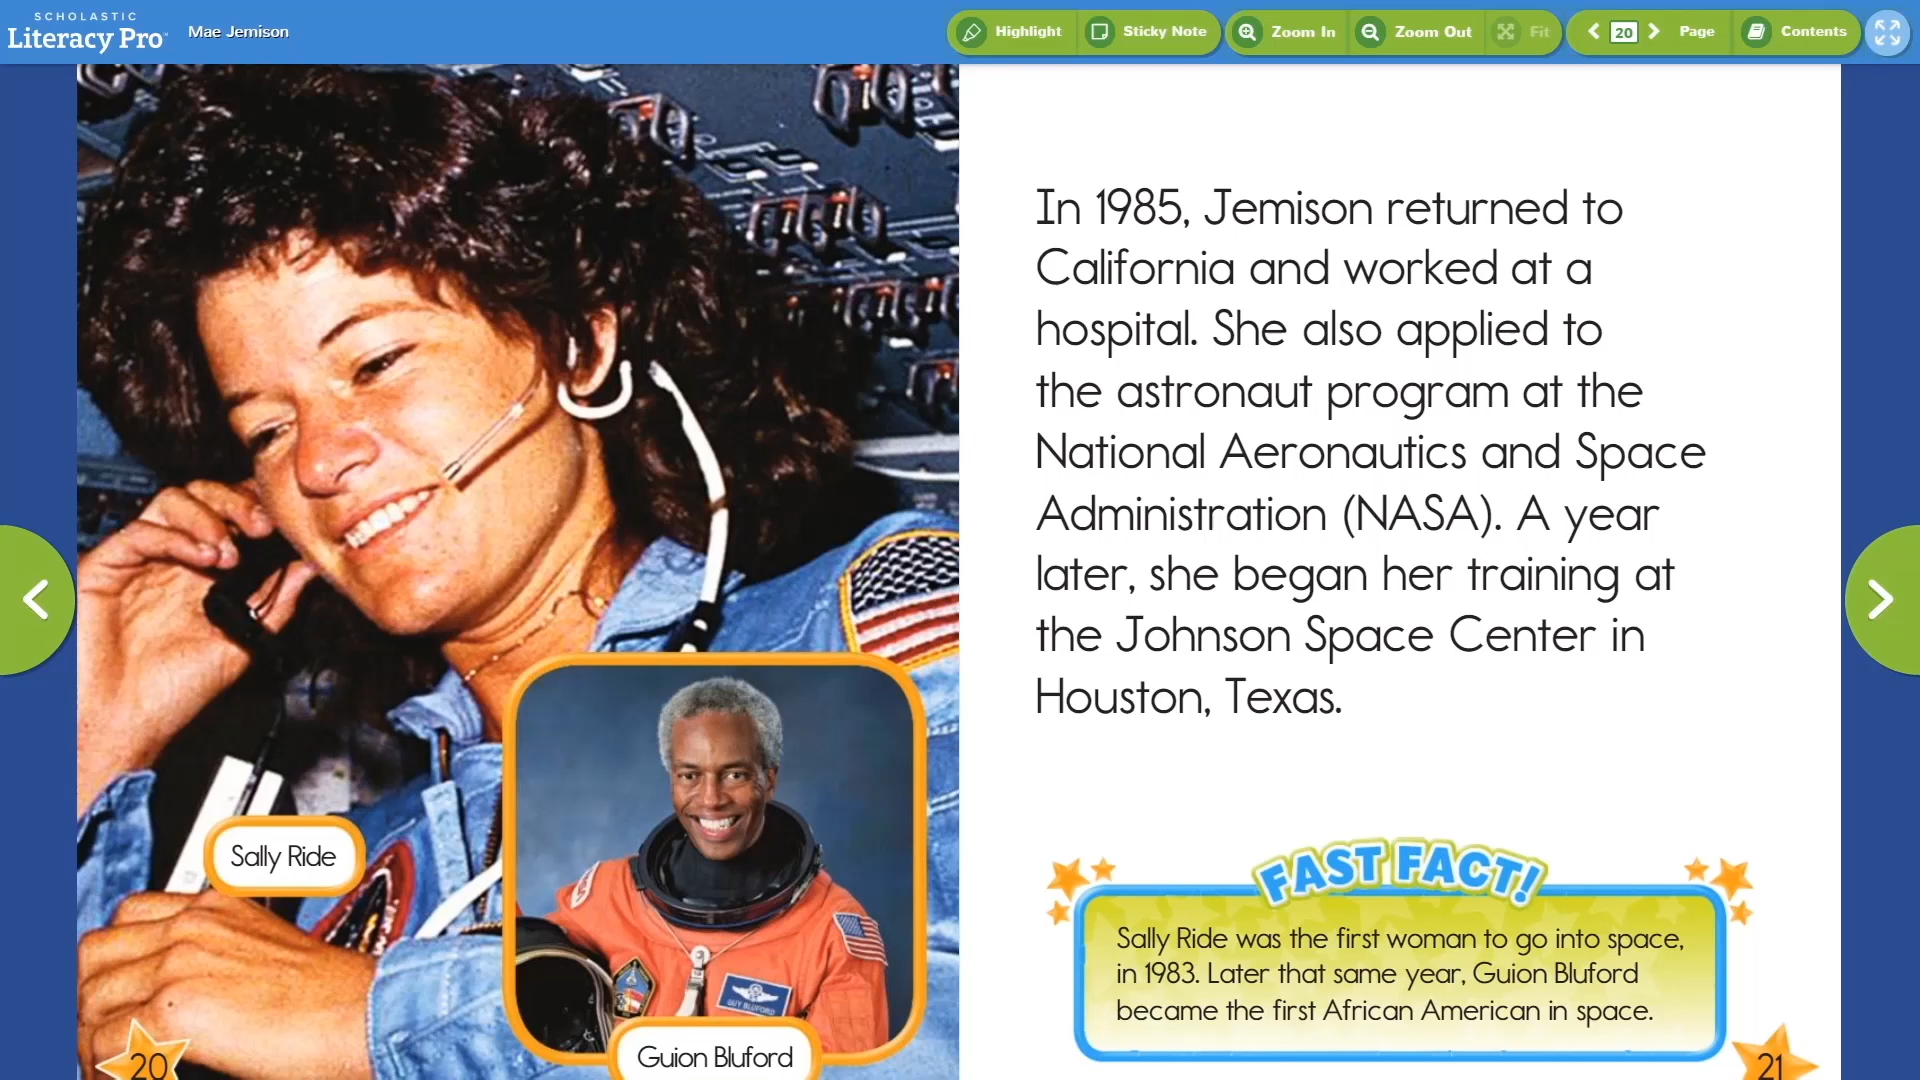 SCHOLASTIC
Literacy Pro
Mae Jemison
Highlight
Sticky Note
Zoom In
Zoom Out
Fit
20
Page
Contents
In 1985, Jemison returned to
California and worked at a
hospital. She also applied to
the astronaut program at the
National Aeronautics and Space
Administration (NASA). A year
later, she began her training at
the Johnson Space Center in
Houston, Texas.
Sally Ride
GUY BLUFORD
Guion Bluford
FAST FACT!
Sally Ride was the first woman to go into space,
in 1983. Later that same year, Guion Bluford
became the first African American in space.
20
21